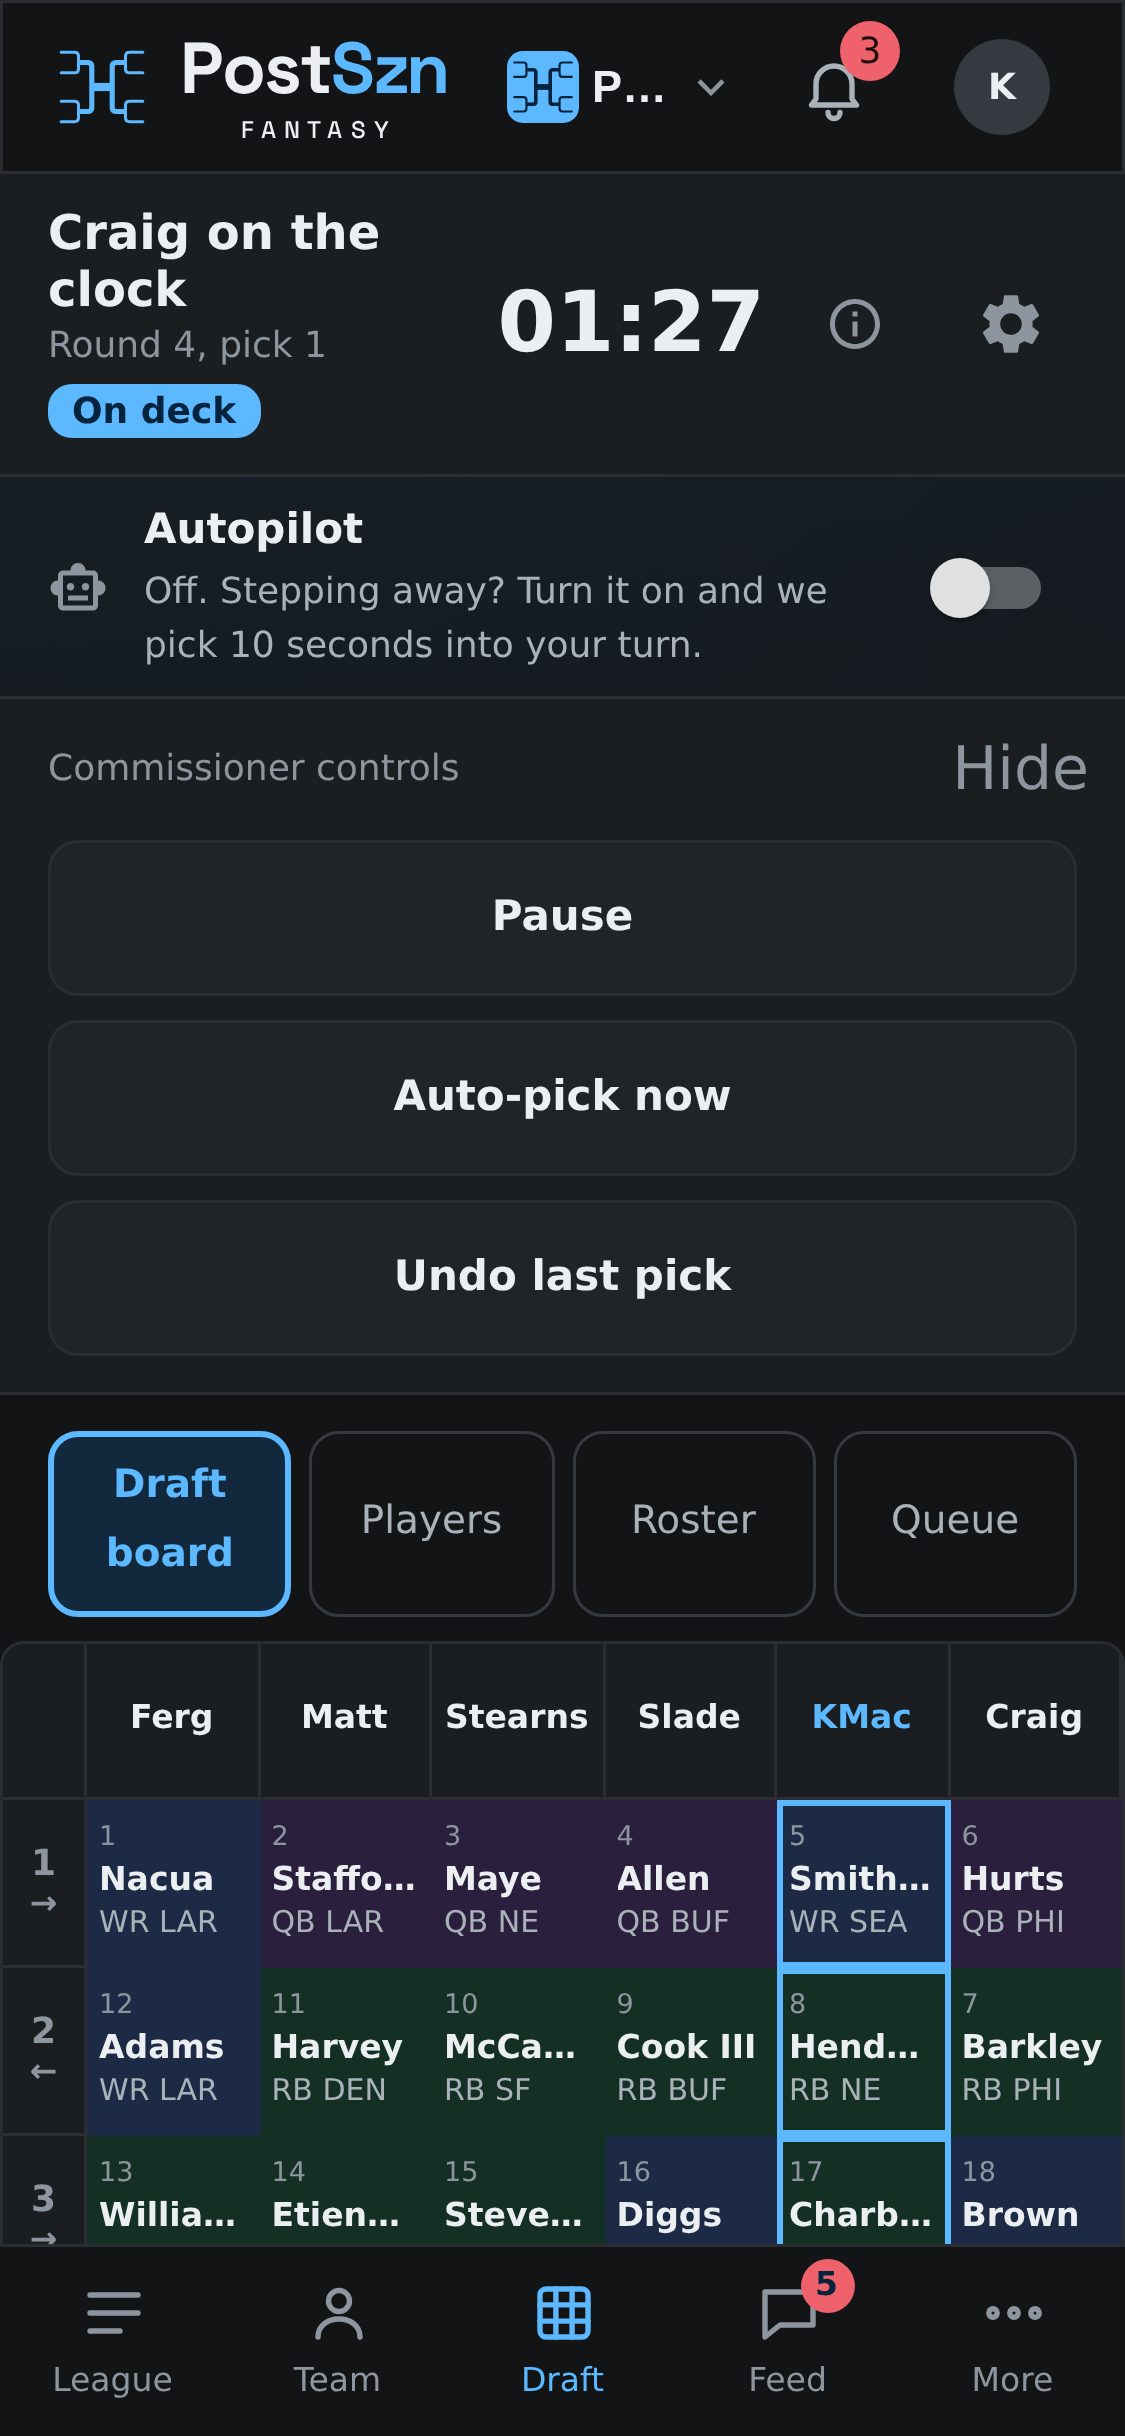 PostSzn
FANTASY
P...
3
K
Craig on the
clock
Round 4, pick 1
On deck
01:27
Autopilot
Off. Stepping away? Turn it on and we
pick 10 seconds into your turn.
Commissioner controls
Hide
Pause
Auto-pick now
Undo last pick
Draft
board
Players
Roster
Queue
Ferg Matt Stearns Slade KMac Craig
1 →
1 2 3 4 5 6
Nacua Staffo... Maye Allen Smith... Hurts
WR LAR QB LAR QB NE QB BUF WR SEA QB PHI
2 ←
12 11 10 9 8 7
Adams Harvey McCa... Cook III Hend... Barkley
WR LAR RB DEN RB SF RB BUF RB NE RB PHI
3 →
13 14 15 16 17 18
Willia... Etien... Steve... Diggs Charb... Brown
5
League Team Draft Feed More